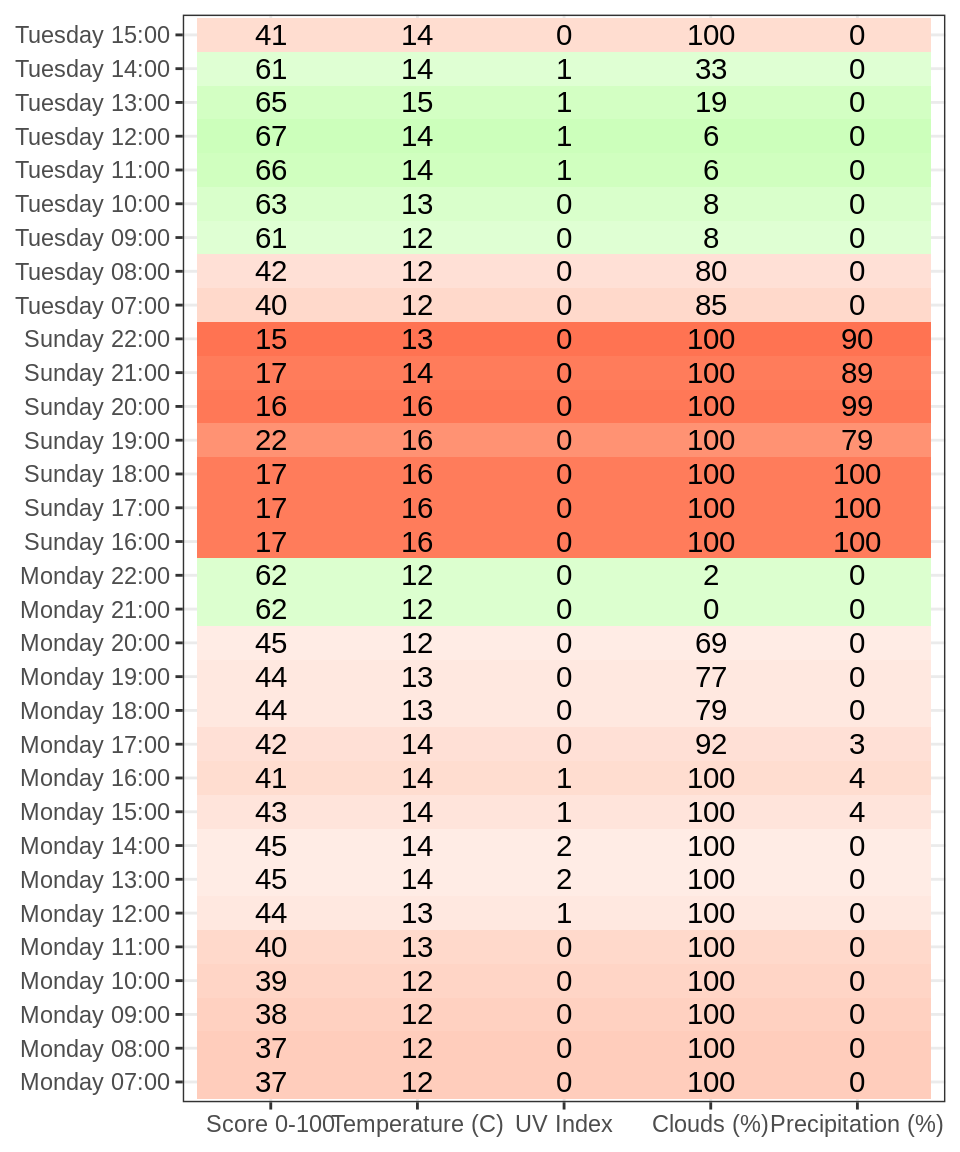 Tuesday 15:00 41 14 0 100 0
Tuesday 14:00 61 14 1 33 0
Tuesday 13:00 65 15 1 19 0
Tuesday 12:00 67 14 1 6 0
Tuesday 11:00 66 14 1 6 0
Tuesday 10:00 63 13 0 8 0
Tuesday 09:00 61 12 0 8 0
Tuesday 08:00 42 12 0 80 0
Tuesday 07:00 40 12 0 85 0
Sunday 22:00 15 13 0 100 90
Sunday 21:00 17 14 0 100 89
Sunday 20:00 16 16 0 100 99
Sunday 19:00 22 16 0 100 79
Sunday 18:00 17 16 0 100 100
Sunday 17:00 17 16 0 100 100
Sunday 16:00 17 16 0 100 100
Monday 22:00 62 12 0 2 0
Monday 21:00 62 12 0 0 0
Monday 20:00 45 12 0 69 0
Monday 19:00 44 13 0 77 0
Monday 18:00 44 13 0 79 0
Monday 17:00 42 14 0 92 3
Monday 16:00 41 14 1 100 4
Monday 15:00 43 14 1 100 4
Monday 14:00 45 14 2 100 0
Monday 13:00 45 14 2 100 0
Monday 12:00 44 13 1 100 0
Monday 11:00 40 13 0 100 0
Monday 10:00 39 12 0 100 0
Monday 09:00 38 12 0 100 0
Monday 08:00 37 12 0 100 0
Monday 07:00 37 12 0 100 0
Score 0-100 Temperature (C) UV Index Clouds (%) Precipitation (%)